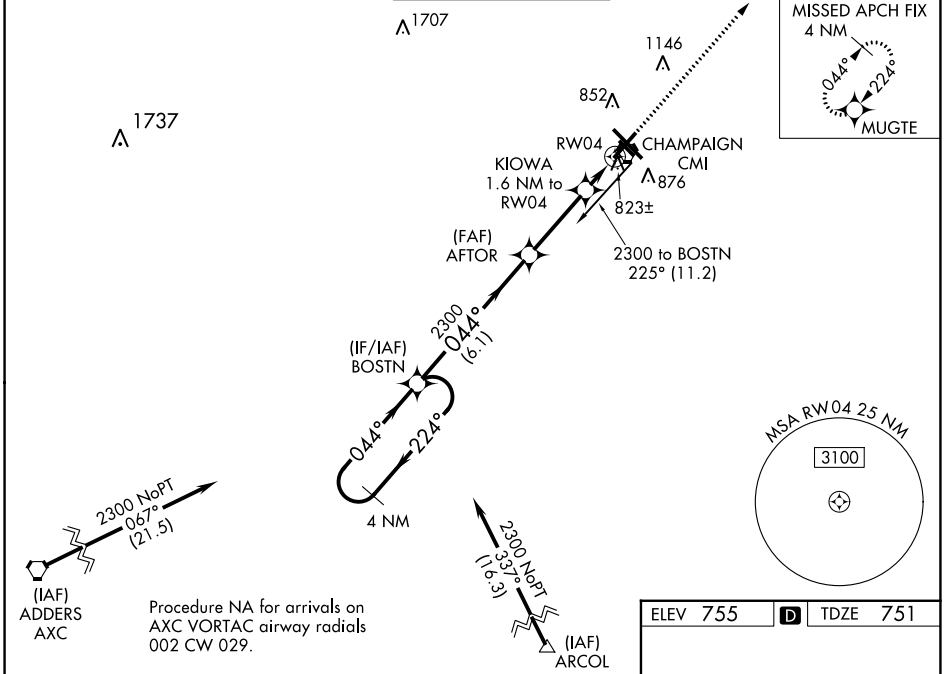 1707
1146
MISSED APCH FIX
4 NM
044°
224°
MUGTE
1737
852
RW04
CHAMPAIGN
CMI
KIOWA
1.6 NM to
RW04
876
823±
(FAF)
AFTOR
2300 to BOSTN
225° (11.2)
2300
044°
(6.1)
(IF/IAF)
BOSTN
044°
224°
4 NM
MSA RW04 25 NM
3100
2300 NoPT
067°
(21.5)
(IAF)
ADDERS
AXC
2300 NoPT
337°
(16.3)
(IAF)
ARCOL
Procedure NA for arrivals on
AXC VORTAC airway radials
002 CW 029.
ELEV 755 D TDZE 751